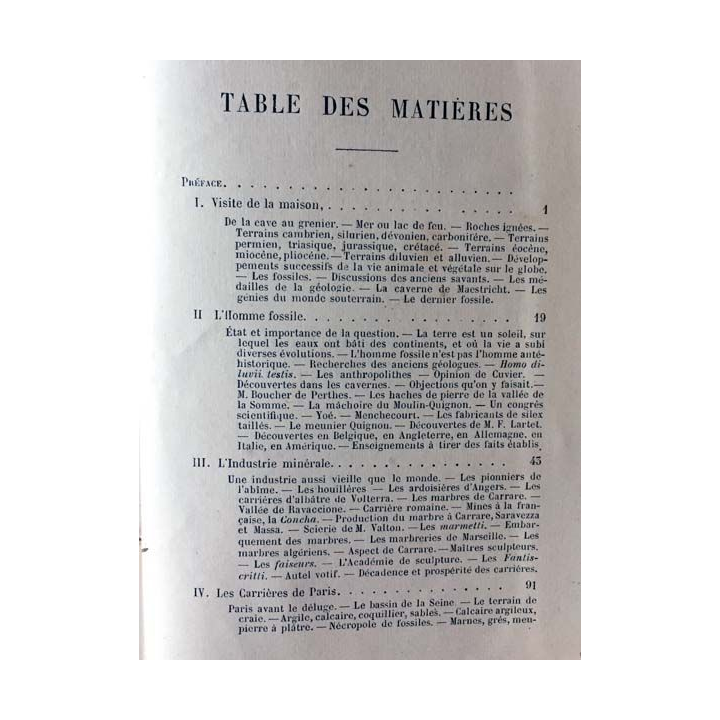 TABLE DES MATIÈRES
PRÉFACE. . . . . . . . . . . . . . . . . . . . .
I. Visite de la maison, . . . . . . . . . . . . . . 1
De la cave au grenier. — Mer ou lac de feu. — Roches ignées. —
Terrains cambrien, silurien, dévonien, carbonifère. — Terrains
permien, triasique, jurassique, crétacé. — Terrains éocène,
miocène, pliocène. — Terrains diluvien et alluvien. — Dévelop-
pements successifs de la vie animale et végétale sur le globe.
— Les fossiles. — Discussions des anciens savants. — Les mé-
dailles de la géologie. — La caverne de Maestricht. — Les
génies du monde souterrain. — Le dernier fossile.
II L'Homme fossile. . . . . . . . . . . . . . . . 19
État et importance de la question. — La terre est un soleil, sur
lequel les eaux ont bâti des continents, et où la vie a subi
diverses évolutions. — L'homme fossile n'est pas l'homme anté-
historique. — Recherches des anciens géologues. — Homo di-
luvii testis. — Les anthropolithes — Opinion de Cuvier. —
Découvertes dans les cavernes. — Objections qu'on y faisait. —
M. Boucher de Perthes. — Les haches de pierre de la vallée de
la Somme. — La mâchoire du Moulin-Quignon. — Un congrès
scientifique. — Yoé. — Menchecourt. — Les fabricants de silex
taillés. — Le meunier Quignon. — Découvertes de M. F. Lartet.
— Découvertes en Belgique, en Angleterre, en Allemagne, en
Italie, en Amérique. — Enseignements à tirer des faits établis
III. L'Industrie minérale. . . . . . . . . . . . . . 43
Une industrie aussi vieille que le monde. — Les pionniers de
l'abîme. — Les houillères — Les ardoisières d'Angers. — Les
carrières d'albâtre de Volterra. — Les marbres de Carrare. —
Vallée de Ravaccione. — Carrière romaine. — Mines à la fran-
çaise, la Concha. — Production du marbre à Carrare, Saravezza
et Massa. — Scierie de M. Valton. — Les marmetti. — Embar-
quement des marbres. — Les marbreries de Marseille. — Les
marbres algériens. — Aspect de Carrare. — Maîtres sculpteurs.
— Les faiseurs. — L'Académie de sculpture. — Les Fantis-
critti. — Autel votif. — Décadence et prospérité des carrières.
IV. Les Carrières de Paris. . . . . . . . . . . . . . 91
Paris avant le déluge. — Le bassin de la Seine — Le terrain de
craie. — Argile, calcaire, coquillier, sables. — Calcaire argileux,
pierre à plâtre. — Nécropole de fossiles. — Marnes, grés, meu-